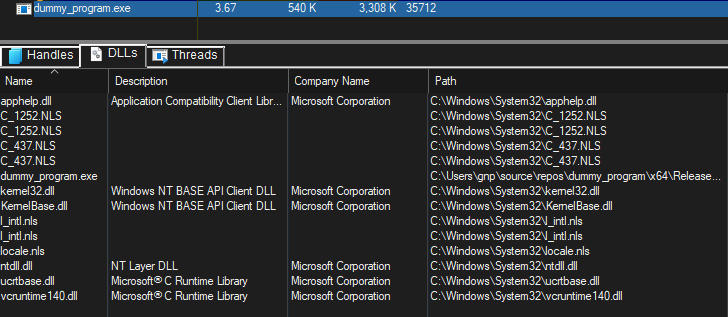 dummy_program.exe 3.67 540 K 3,308 K 35712
Handles DLLs Threads
Name Description Company Name Path
apphelp.dll Application Compatibility Client Libr... Microsoft Corporation C:\Windows\System32\apphelp.dll
C_1252.NLS C:\Windows\System32\C_1252.NLS
C_1252.NLS C:\Windows\System32\C_1252.NLS
C_437.NLS C:\Windows\System32\C_437.NLS
C_437.NLS C:\Windows\System32\C_437.NLS
dummy_program.exe C:\Users\gnp\source\repos\dummy_program\x64\Release...
kernel32.dll Windows NT BASE API Client DLL Microsoft Corporation C:\Windows\System32\kernel32.dll
KernelBase.dll Windows NT BASE API Client DLL Microsoft Corporation C:\Windows\System32\KernelBase.dll
l_intl.nls C:\Windows\System32\l_intl.nls
l_intl.nls C:\Windows\System32\l_intl.nls
locale.nls C:\Windows\System32\locale.nls
ntdll.dll NT Layer DLL Microsoft Corporation C:\Windows\System32\ntdll.dll
ucrtbase.dll Microsoft® C Runtime Library Microsoft Corporation C:\Windows\System32\ucrtbase.dll
vcruntime140.dll Microsoft® C Runtime Library Microsoft Corporation C:\Windows\System32\vcruntime140.dll